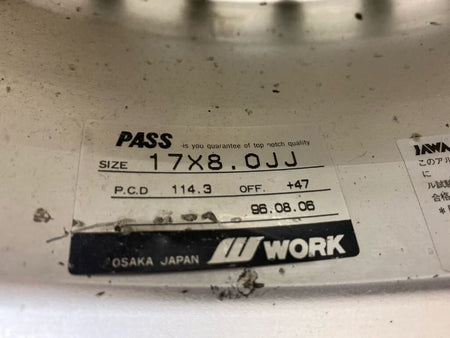 PASS is you guarantee of top notch quality
SIZE 17X8.0JJ
P.C.D 114.3 OFF. +47
96.08.06
OSAKA JAPAN WORK
JAWA
このアル
に
ル試験
合格